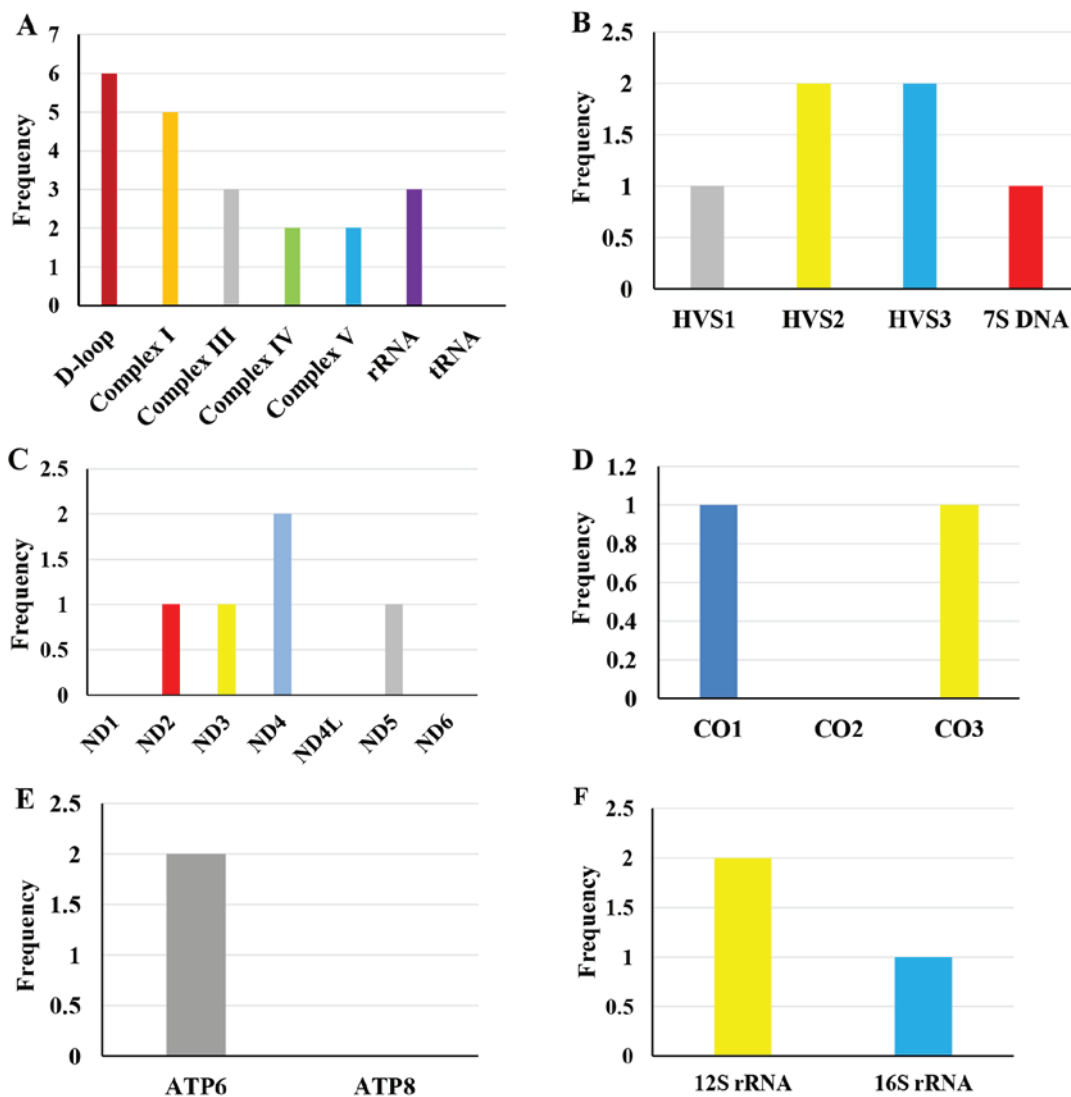 A
Frequency
7
6
5
4
3
2
1
0
D-loop
Complex I
Complex III
Complex IV
Complex V
rRNA
tRNA
B
Frequency
2.5
2
1.5
1
0.5
0
HVS1 HVS2 HVS3 7S DNA
C
Frequency
2.5
2
1.5
1
0.5
0
ND1
ND2
ND3
ND4
ND4L
ND5
ND6
D
Frequency
1.2
1
0.8
0.6
0.4
0.2
0
CO1 CO2 CO3
E
Frequency
2.5
2
1.5
1
0.5
0
ATP6 ATP8
F
Frequency
2.5
2
1.5
1
0.5
0
12S rRNA 16S rRNA